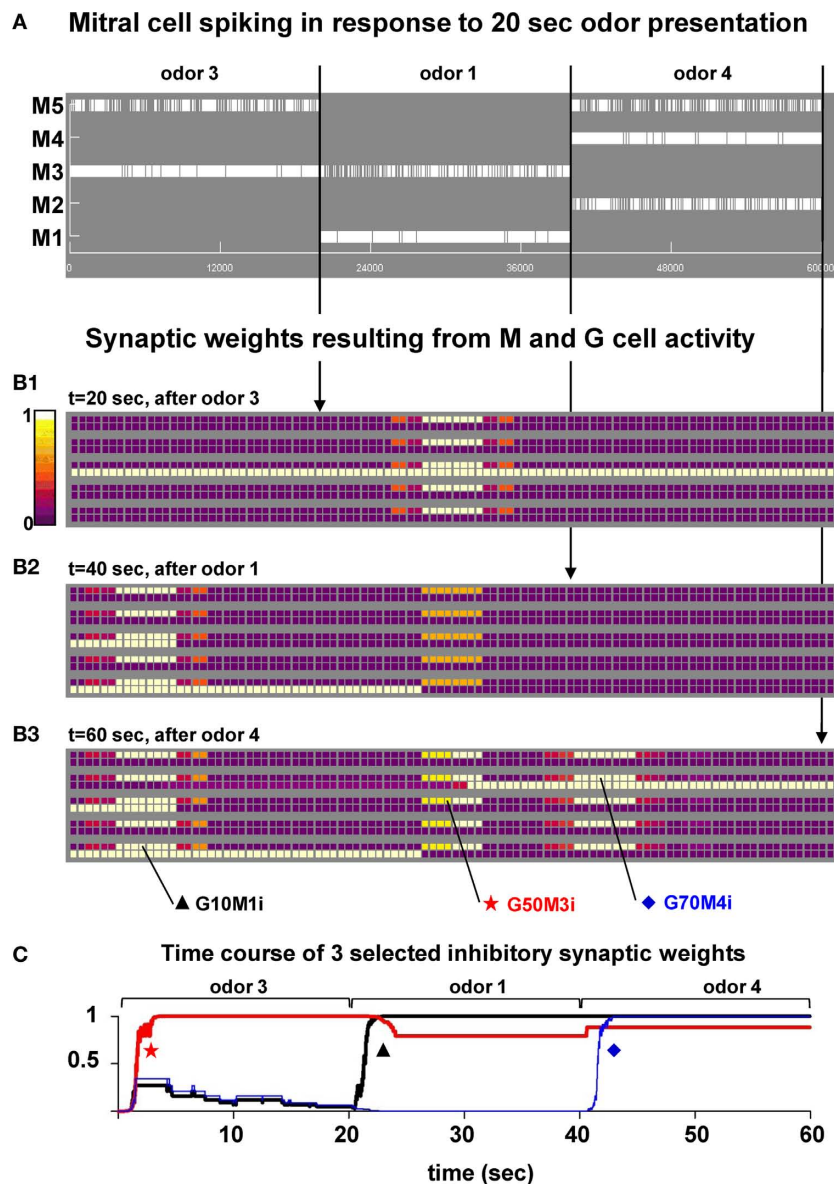 A Mitral cell spiking in response to 20 sec odor presentation
odor 3 odor 1 odor 4
M5
M4
M3
M2
M1
0 12000 24000 36000 48000 60000
Synaptic weights resulting from M and G cell activity
B1
t=20 sec, after odor 3
1
0
B2
t=40 sec, after odor 1
B3
t=60 sec, after odor 4
▲ G10M1i ★ G50M3i ◆ G70M4i
C Time course of 3 selected inhibitory synaptic weights
odor 3 odor 1 odor 4
1
0.5
10 20 30 40 50 60
time (sec)